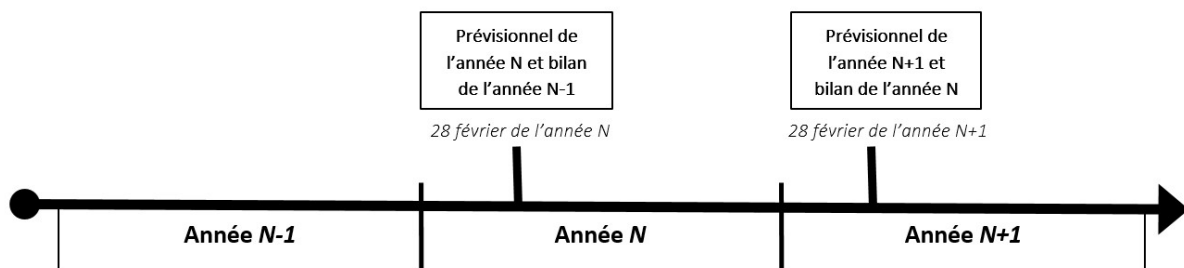 Prévisionnel de
l’année N et bilan
de l’année N-1
28 février de l’année N
Prévisionnel de
l’année N+1 et
bilan de l’année N
28 février de l’année N+1
Année N-1
Année N
Année N+1